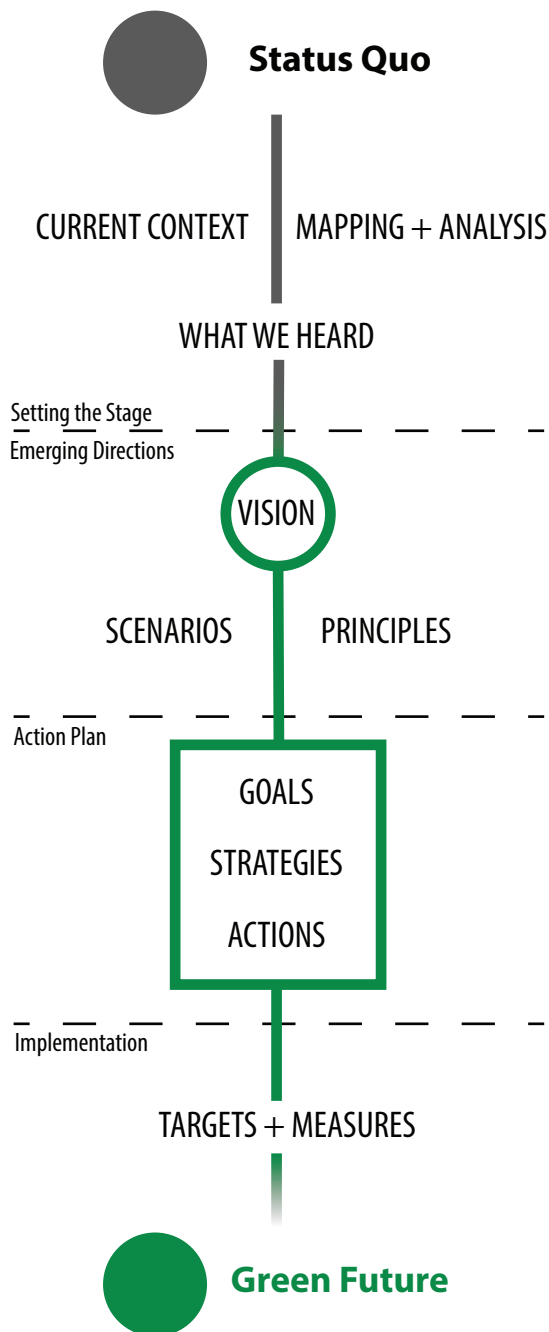 Status Quo
CURRENT CONTEXT
MAPPING + ANALYSIS
WHAT WE HEARD
Setting the Stage
Emerging Directions
VISION
SCENARIOS
PRINCIPLES
Action Plan
GOALS
STRATEGIES
ACTIONS
Implementation
TARGETS + MEASURES
Green Future